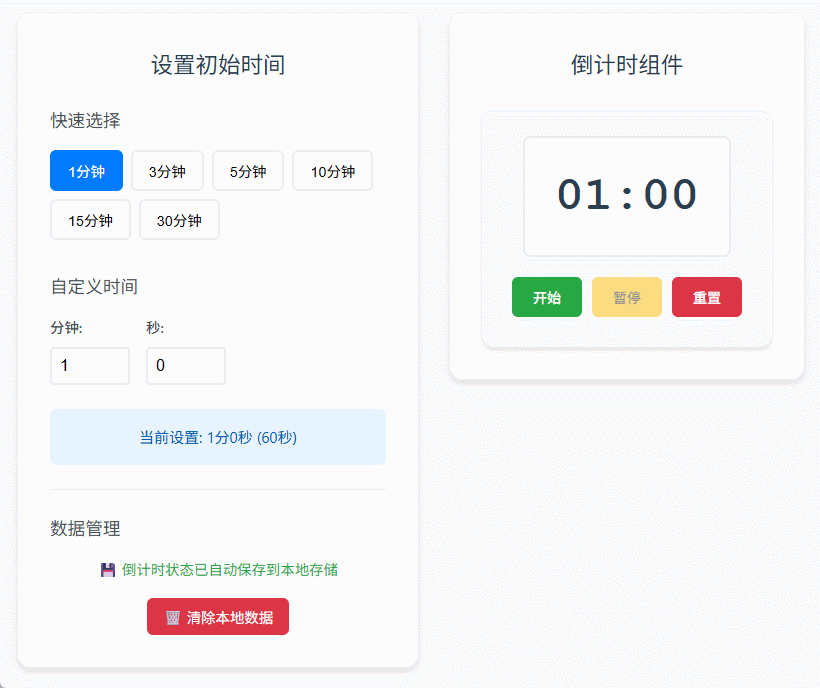 设置初始时间
快速选择
1分钟 3分钟 5分钟 10分钟
15分钟 30分钟
自定义时间
分钟: 秒:
1 0
当前设置: 1分0秒 (60秒)
数据管理
💾 倒计时状态已自动保存到本地存储
🗑️ 清除本地数据
倒计时组件
01:00
开始 暂停 重置